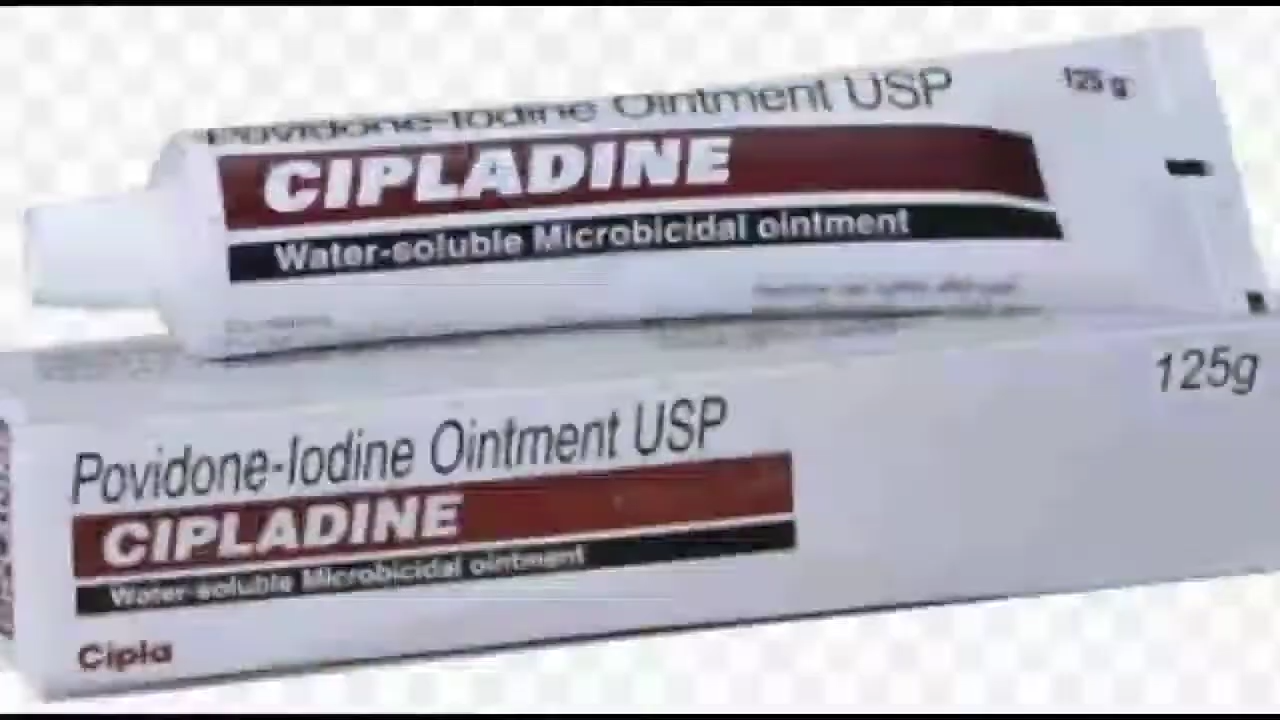 Povidone-Iodine Ointment USP
125 g
CIPLADINE
Water-soluble Microbicidal ointment
125g
Povidone-Iodine Ointment USP
CIPLADINE
Water-soluble Microbicidal ointment
Cipla